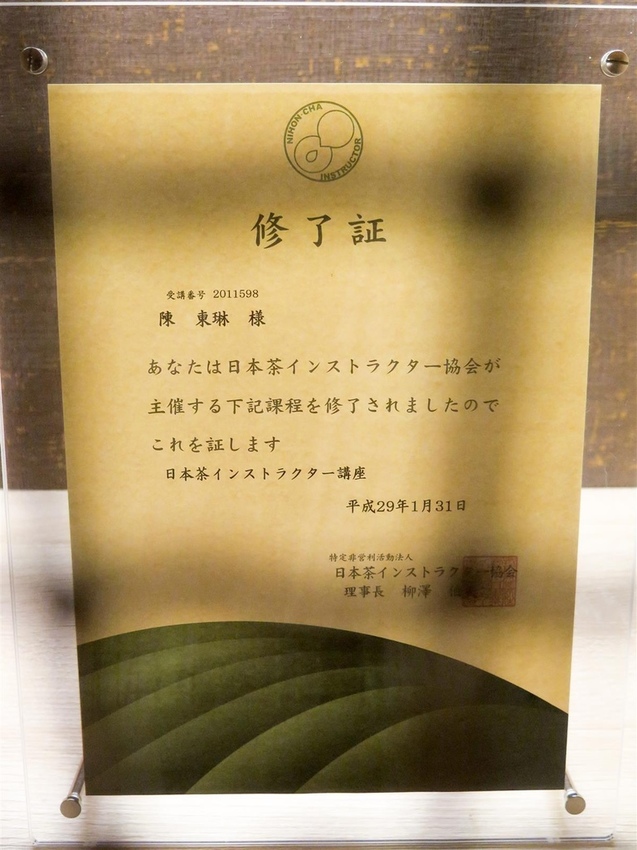 NIHON CHA
INSTRUCTOR
修了証
受講番号 2011598
陳 東琳 様
あなたは日本茶インストラクター協会が
主催する下記課程を修了されましたので
これを証します
日本茶インストラクター講座
平成29年1月31日
特定非営利活動法人
日本茶インストラクター協会
理事長 柳澤